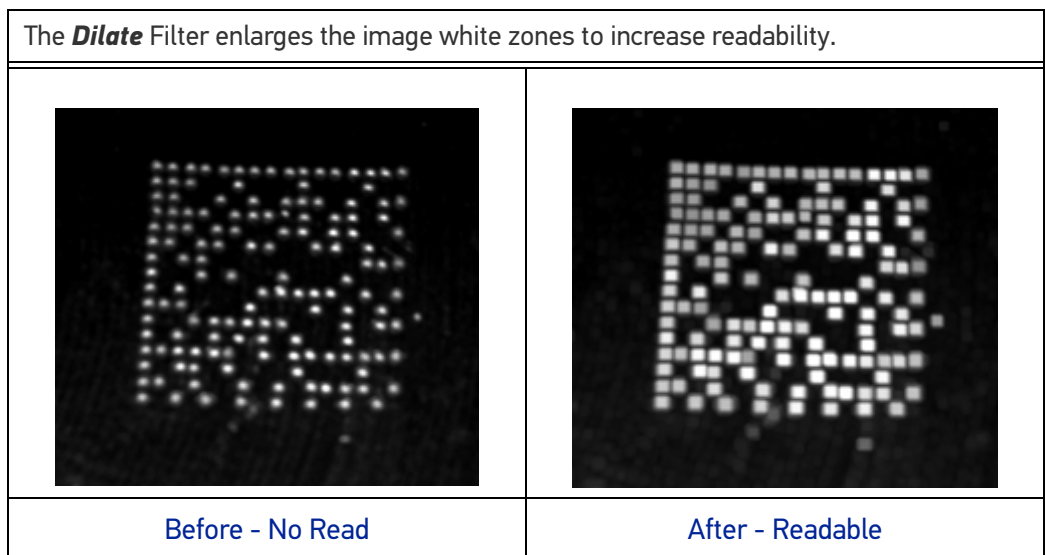 The Dilate Filter enlarges the image white zones to increase readability.
Before - No Read
After - Readable